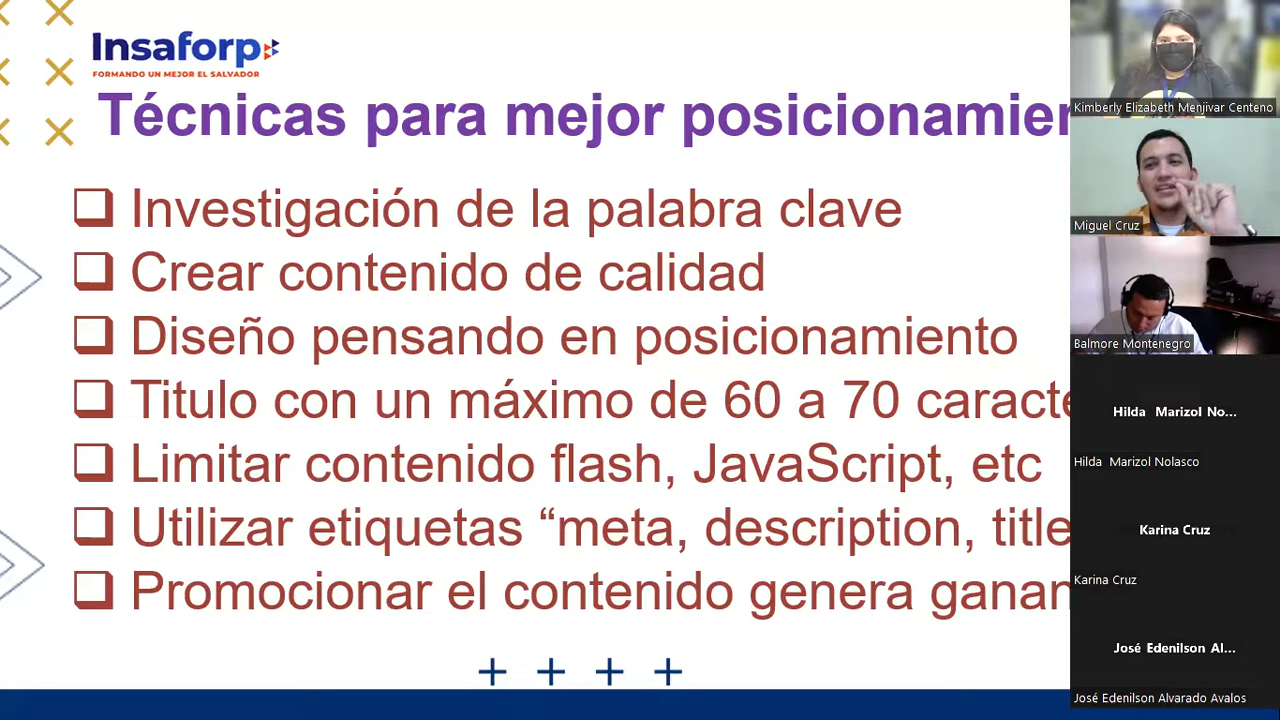 Insaforp
FORMANDO UN MEJOR EL SALVADOR
Técnicas para mejor posicionamien
Investigación de la palabra clave
Crear contenido de calidad
Diseño pensando en posicionamiento
Titulo con un máximo de 60 a 70 caracte
Limitar contenido flash, JavaScript, etc
Utilizar etiquetas “meta, description, title
Promocionar el contenido genera ganan
Kimberly Elizabeth Menjivar Centeno
Miguel Cruz
Balmore Montenegro
Hilda Marizol No...
Hilda Marizol Nolasco
Karina Cruz
Karina Cruz
José Edenilson Al...
José Edenilson Alvarado Avalos